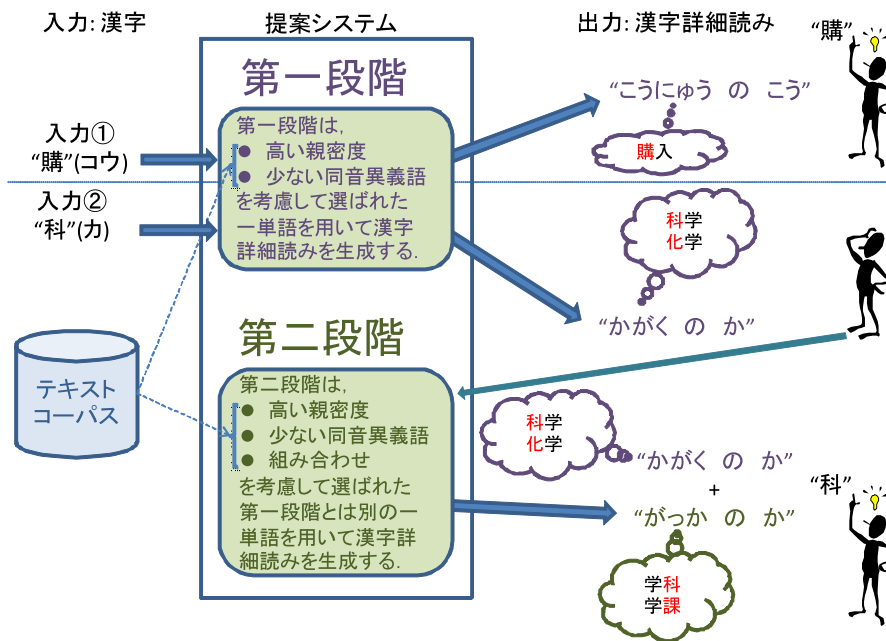 入力: 漢字
提案システム
出力: 漢字詳細読み
入力①
“購”(コウ)
入力②
“科”(カ)
テキスト
コーパス
第一段階
第一段階は,
● 高い親密度
● 少ない同音異義語
を考慮して選ばれた
一単語を用いて漢字
詳細読みを生成する.
第二段階
第二段階は,
● 高い親密度
● 少ない同音異義語
● 組み合わせ
を考慮して選ばれた
第一段階とは別の一
単語を用いて漢字詳
細読みを生成する.
“購”
“こうにゅう の こう”
購入
科学
化学
“かがく の か”
科学
化学
“かがく の か”
+
“がっか の か”
“科”
学科
学課